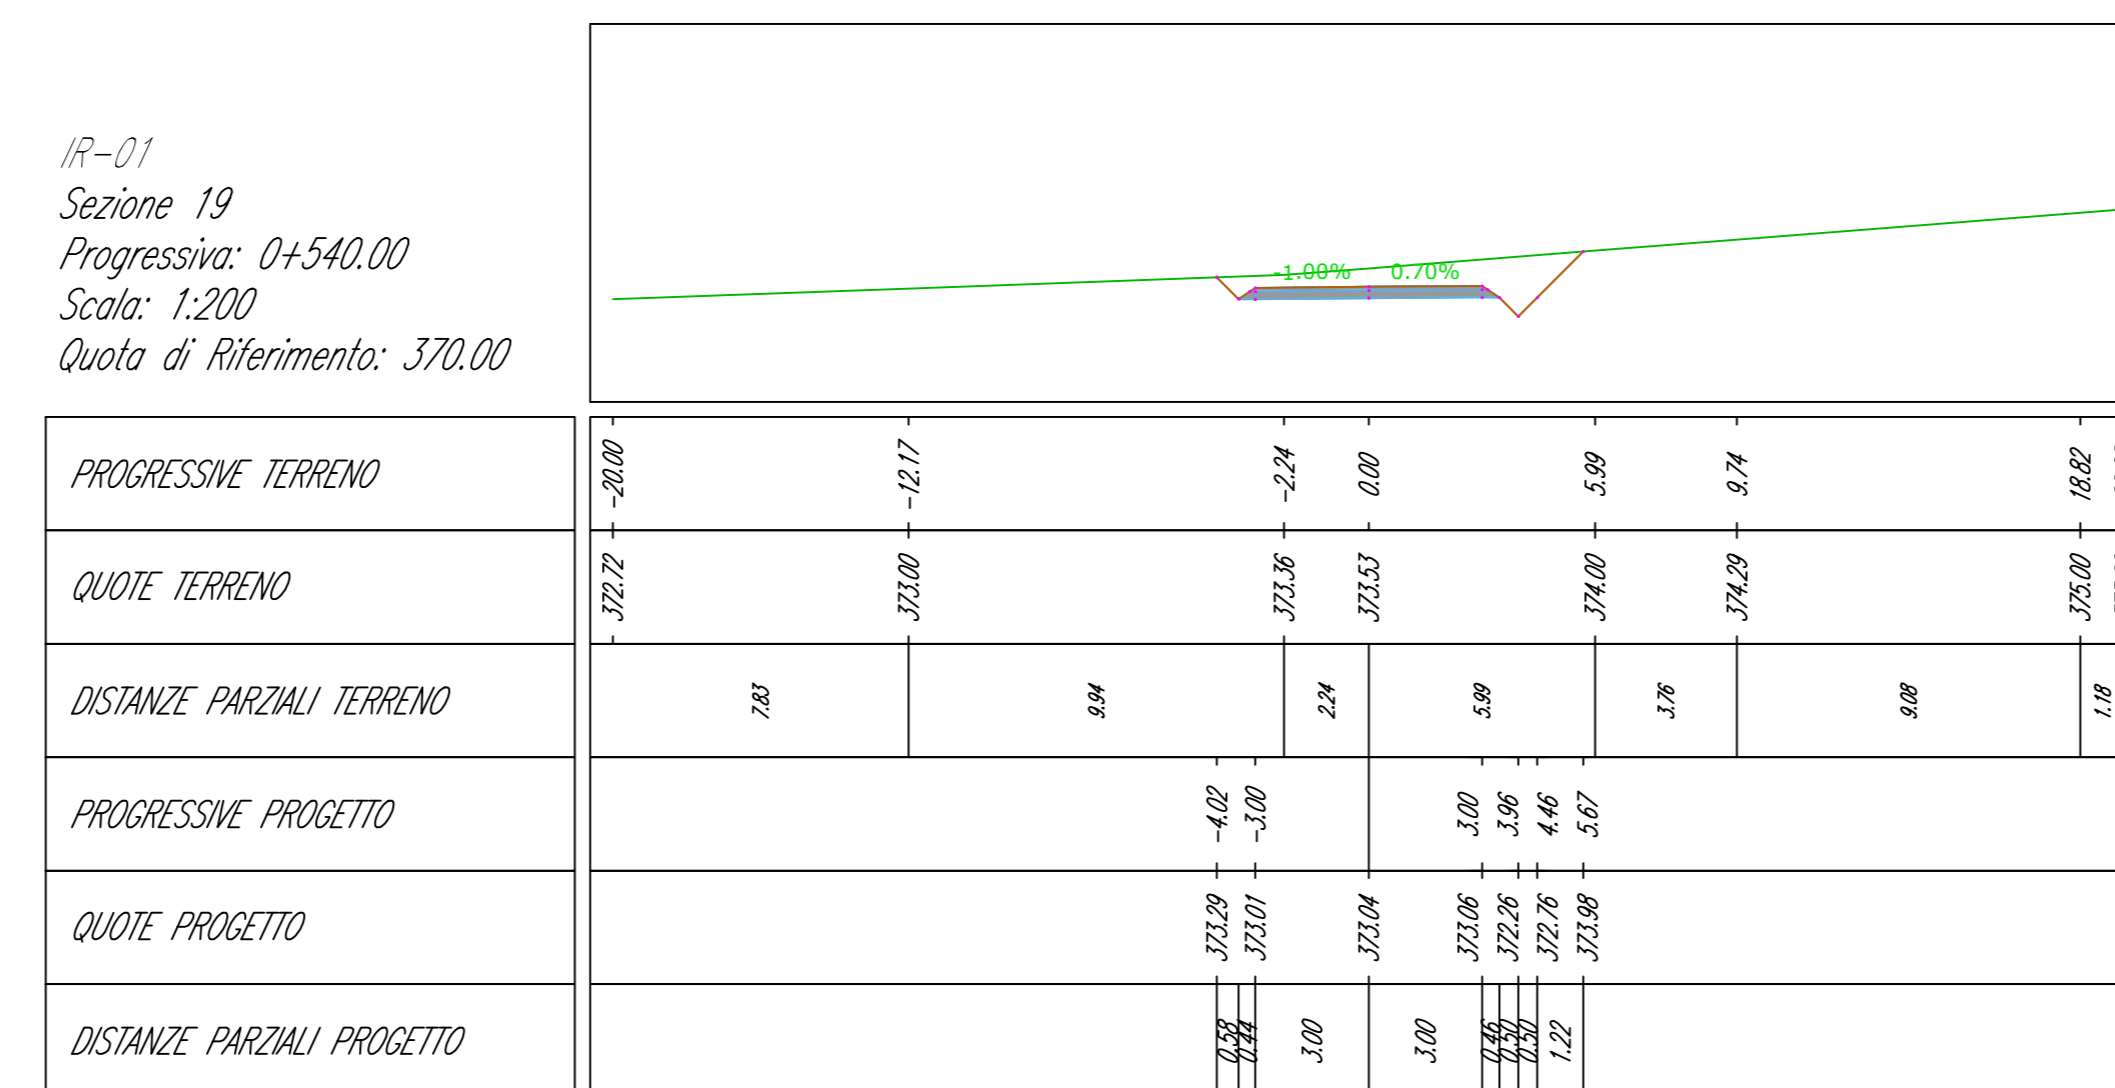 IR-01
Sezione 19
Progressiva: 0+540.00
Scala: 1:200
Quota di Riferimento: 370.00
-1.00% 0.70%
PROGRESSIVE TERRENO -20.00 -12.17 -2.24 0.00 5.99 9.74 18.82
QUOTE TERRENO 372.72 373.00 373.36 373.53 374.00 374.29 375.00
DISTANZE PARZIALI TERRENO 7.83 9.94 2.24 5.99 3.76 9.08 1.18
PROGRESSIVE PROGETTO -4.02 -3.00 3.00 3.96 4.46 5.67
QUOTE PROGETTO 373.29 373.01 373.04 373.06 372.26 372.76 373.98
DISTANZE PARZIALI PROGETTO 0.58 0.44 3.00 3.00 0.46 0.50 0.50 1.22